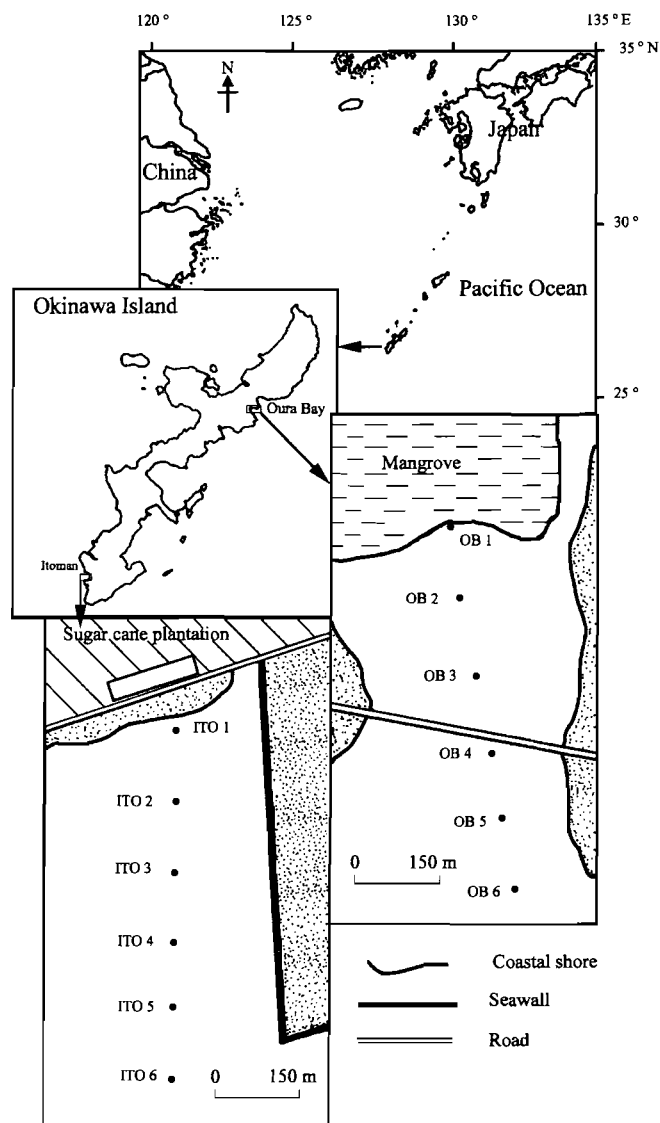 120°
125°
130°
135° E
35° N
N
Japan
China
30°
Pacific Ocean
Okinawa Island
25°
Oura Bay
Mangrove
OB 1
Itoman
OB 2
Sugar cane plantation
OB 3
ITO 1
OB 4
ITO 2
OB 5
ITO 3
0 150 m
OB 6
ITO 4
Coastal shore
Seawall
ITO 5
Road
ITO 6
0 150 m